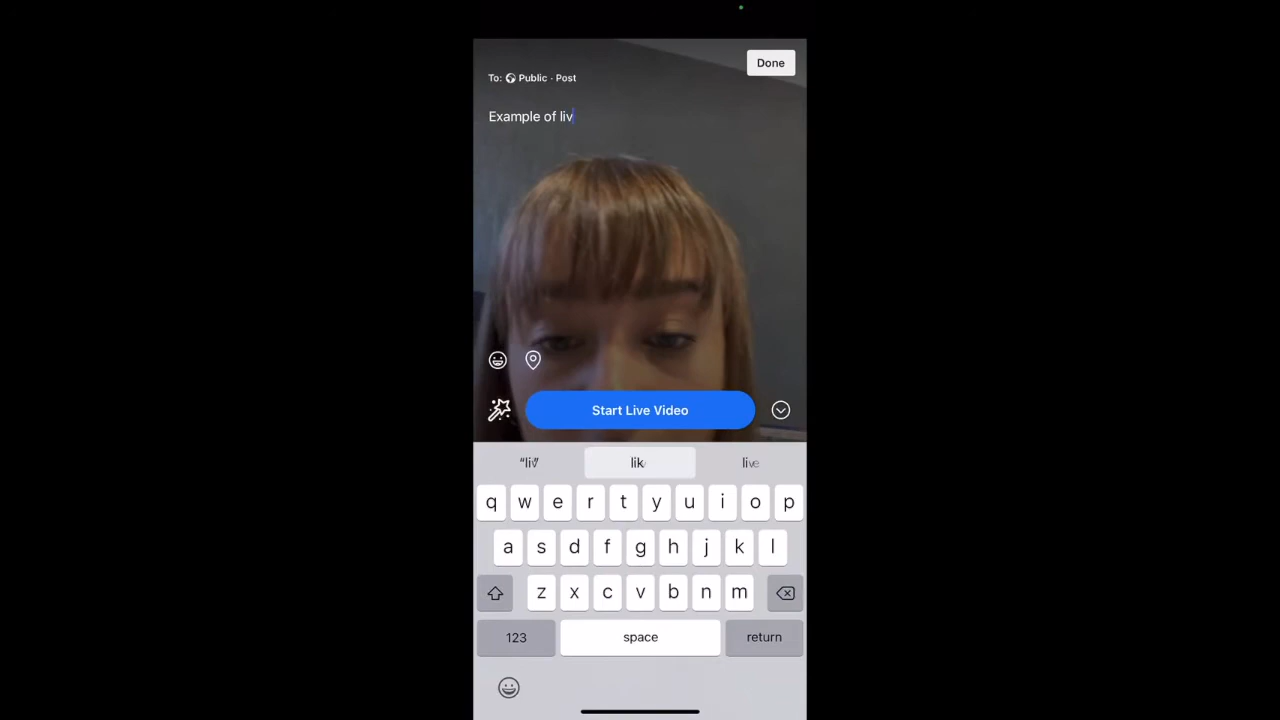 Done
To: Public · Post
Example of liv
Start Live Video
"liv" lik live
q w e r t y u i o p
a s d f g h j k l
z x c v b n m
123 space return